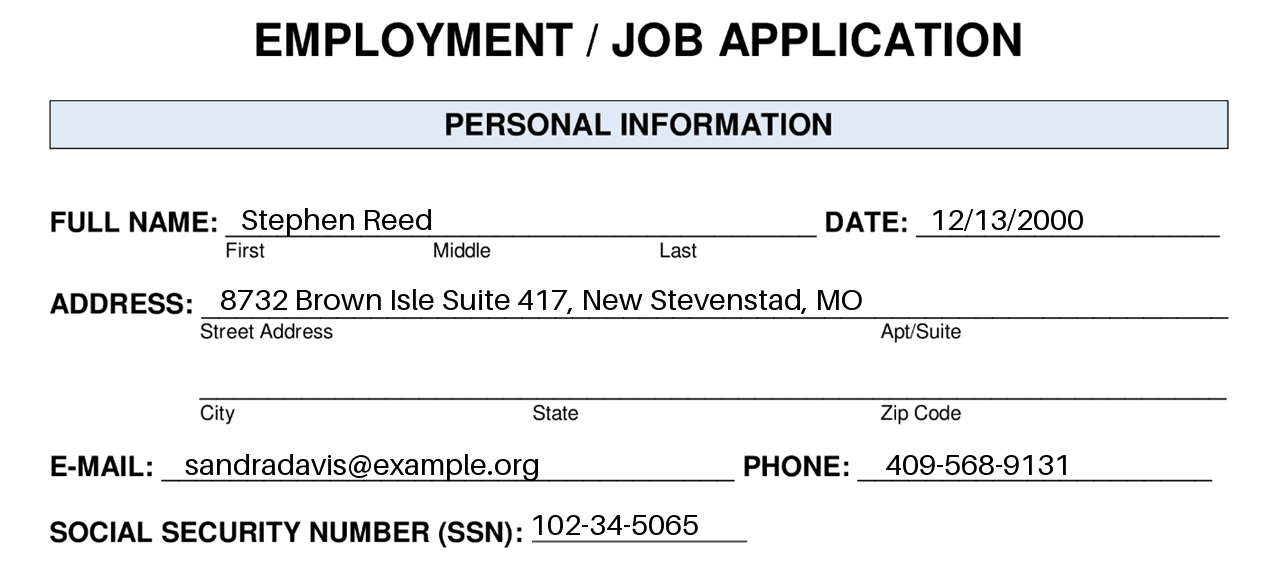 EMPLOYMENT / JOB APPLICATION
PERSONAL INFORMATION
FULL NAME: Stephen Reed DATE: 12/13/2000
First Middle Last
ADDRESS: 8732 Brown Isle Suite 417, New Stevenstad, MO
Street Address Apt/Suite
City State Zip Code
E-MAIL: sandradavis@example.org PHONE: 409-568-9131
SOCIAL SECURITY NUMBER (SSN): 102-34-5065